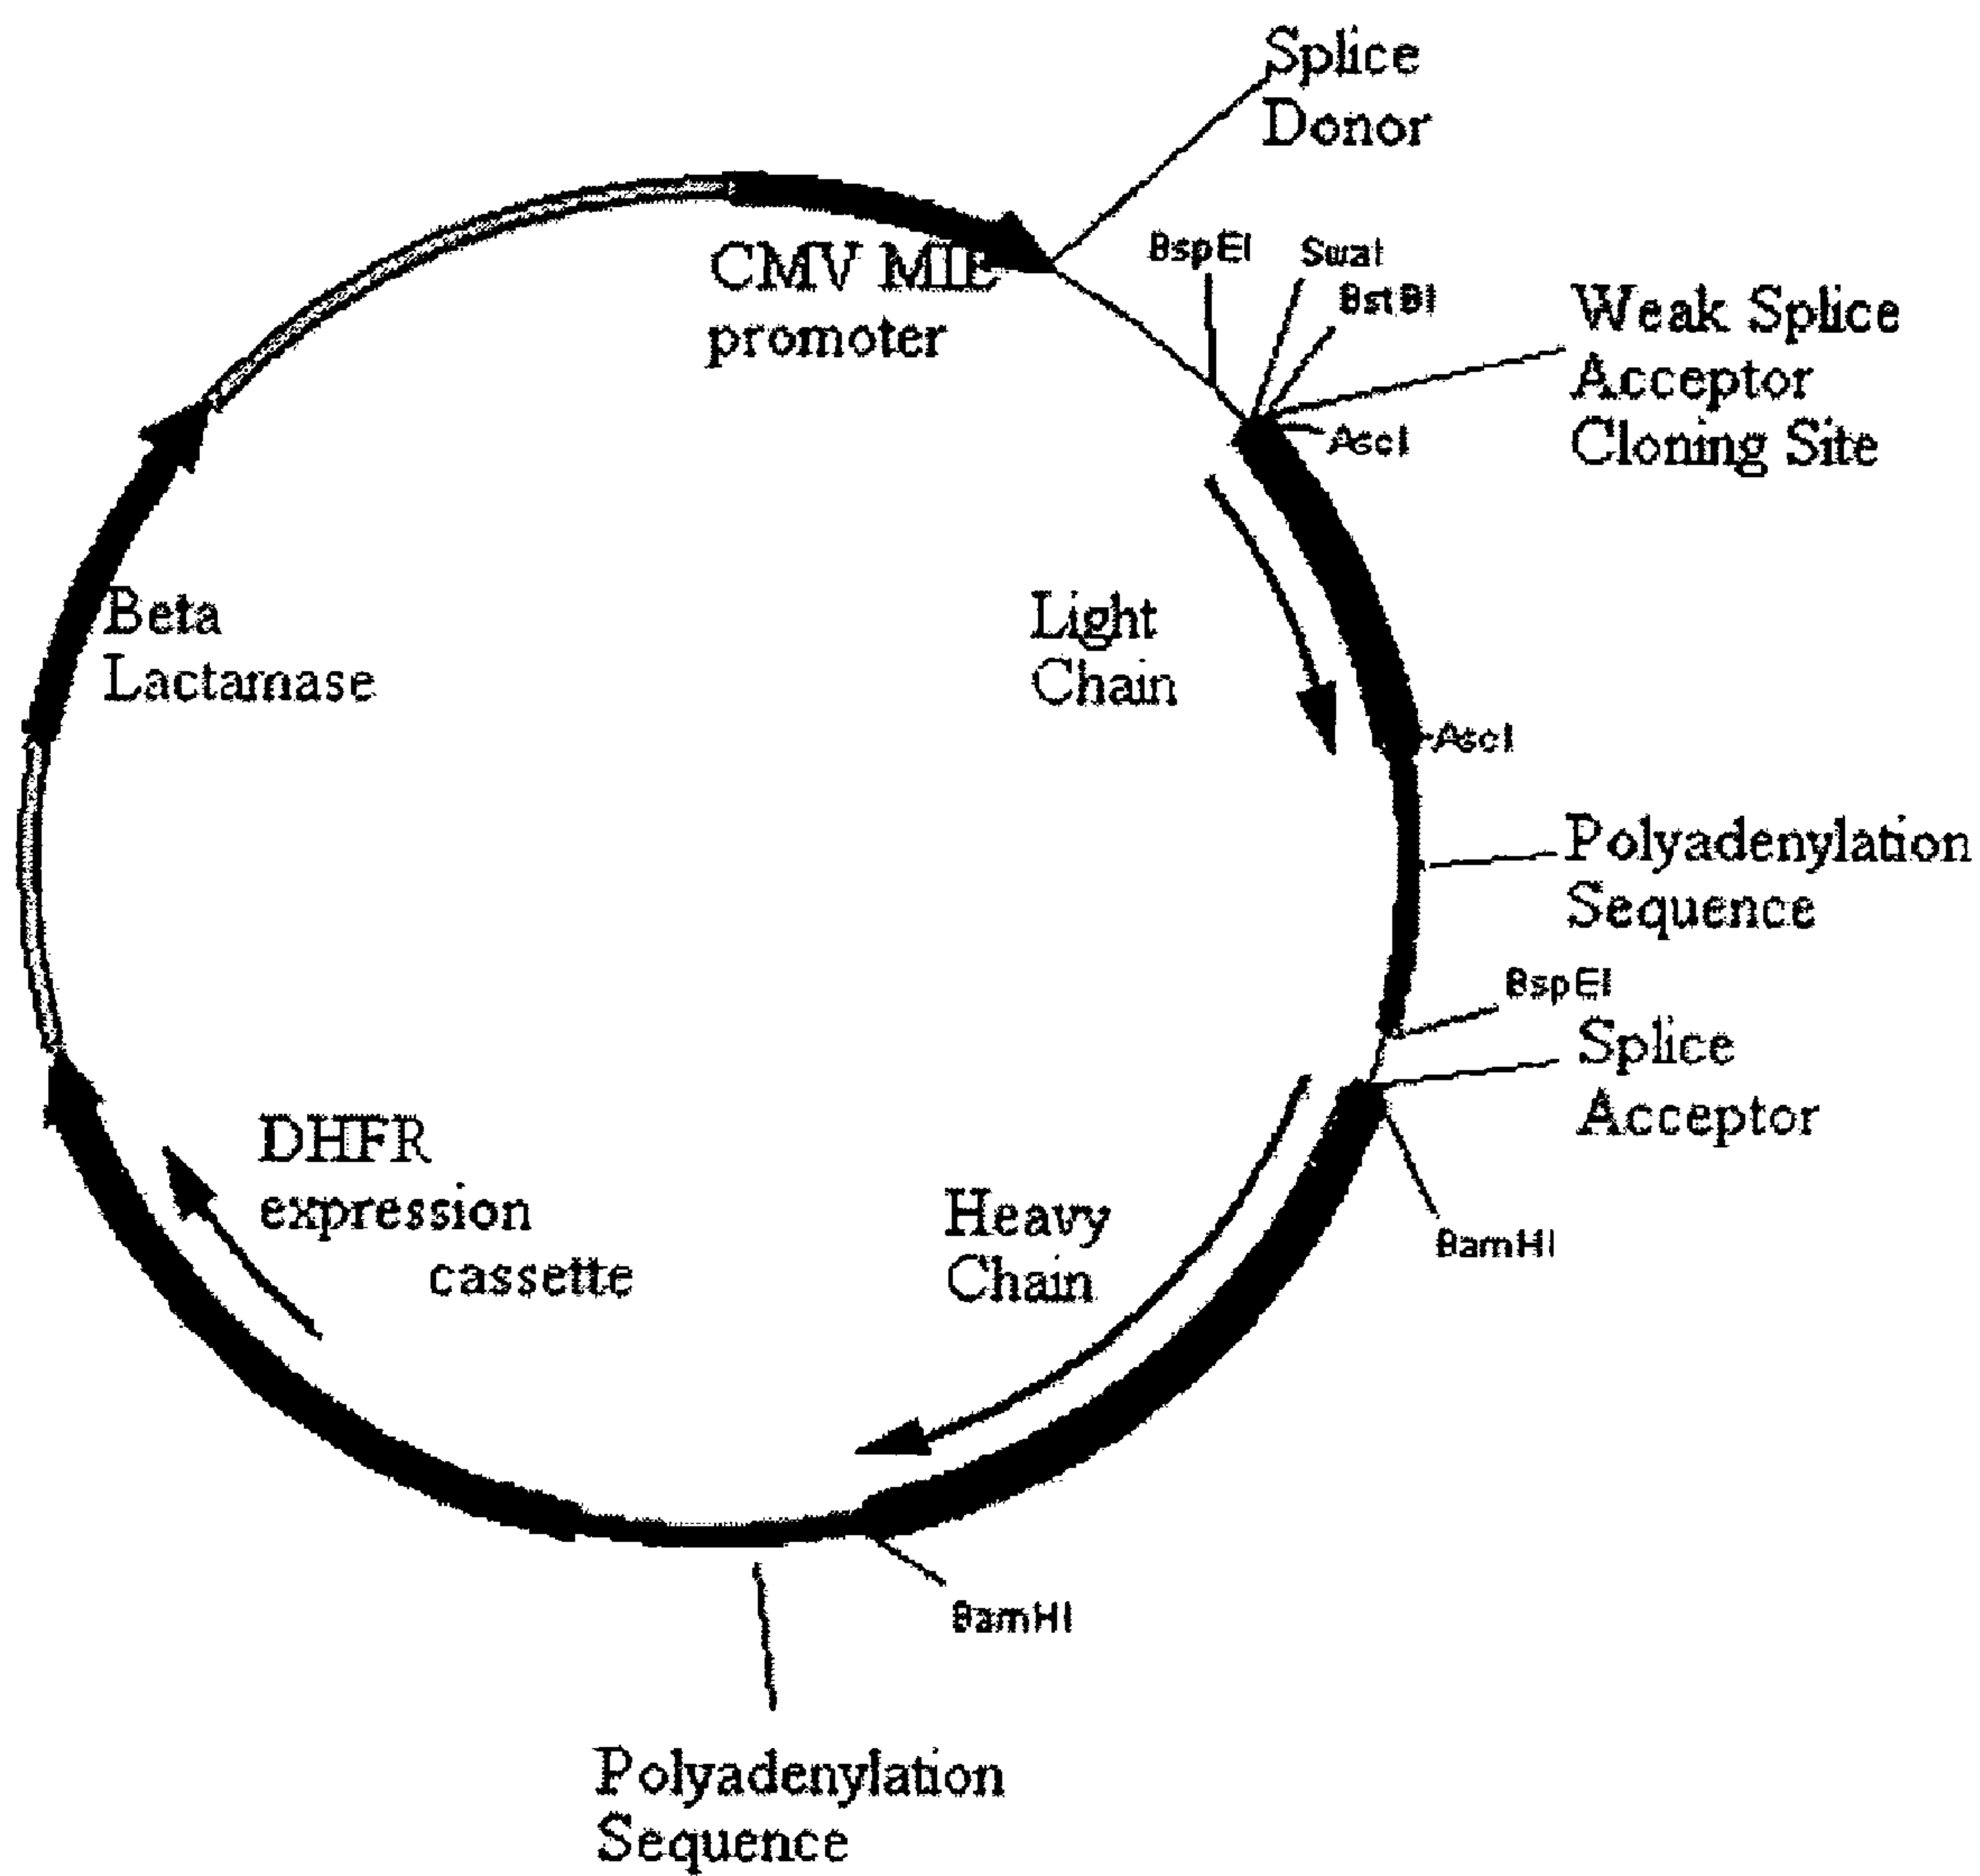 Splice
Donor
CMV MIE
promoter
BspEI
SwaI
BstBI
Weak Splice
Acceptor
Cloning Site
AscI
Beta
Lactamase
Light
Chain
AscI
Polyadenylation
Sequence
BspEI
Splice
Acceptor
DHFR
expression
cassette
Heavy
Chain
BamHI
BamHI
Polyadenylation
Sequence